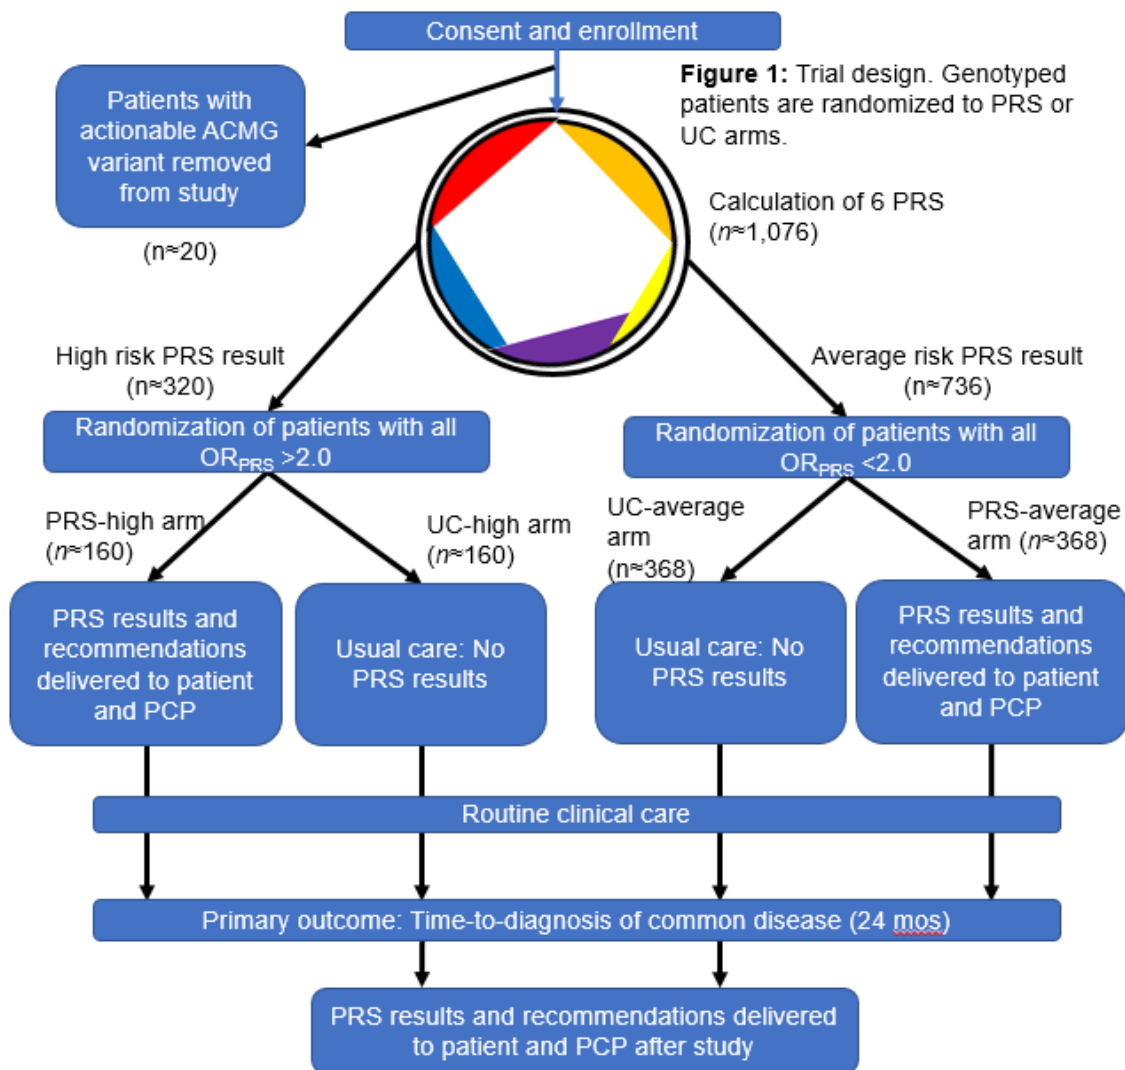 Consent and enrollment
Figure 1: Trial design. Genotyped
patients are randomized to PRS or
UC arms.
Patients with
actionable ACMG
variant removed
from study
(n≈20)
Calculation of 6 PRS
(n≈1,076)
High risk PRS result
(n≈320)
Average risk PRS result
(n≈736)
Randomization of patients with all
OR_PRS >2.0
Randomization of patients with all
OR_PRS <2.0
PRS-high arm
(n≈160)
UC-high arm
(n≈160)
UC-average
arm
(n≈368)
PRS-average
arm (n≈368)
PRS results and
recommendations
delivered to patient
and PCP
Usual care: No
PRS results
Usual care: No
PRS results
PRS results and
recommendations
delivered to patient
and PCP
Routine clinical care
Primary outcome: Time-to-diagnosis of common disease (24 mos)
PRS results and recommendations delivered
to patient and PCP after study